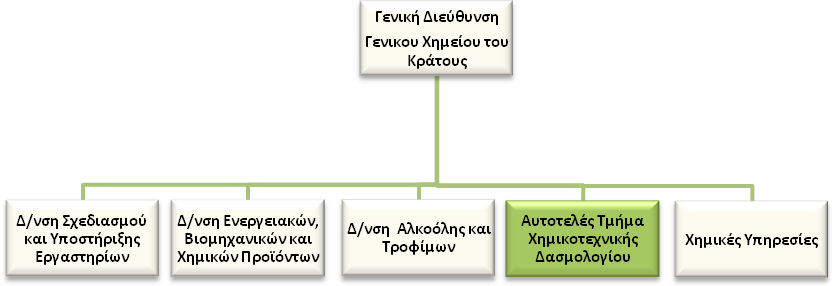 Γενική Διεύθυνση
Γενικου Χημείου του
Κράτους
Δ/νση Σχεδιασμού
και Υποστήριξης
Εργαστηρίων
Δ/νση Ενεργειακών,
Βιομηχανικών και
Χημικών Προϊόντων
Δ/νση Αλκοόλης και
Τροφίμων
Αυτοτελές Τμήμα
Χημικοτεχνικής
Δασμολογίου
Χημικές Υπηρεσίες